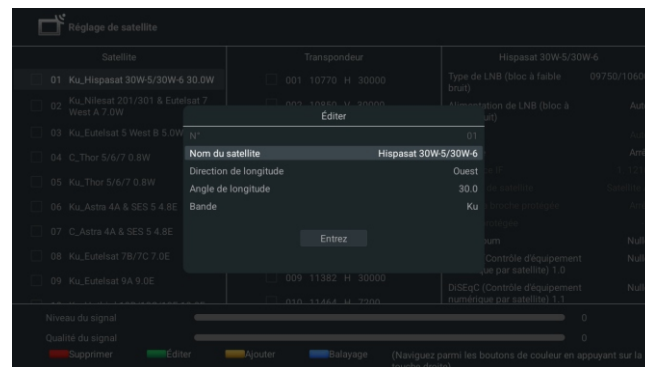 Réglage de satellite
Satellite
Transpondeur
Hispasat 30W-5/30W-6
01 Ku_Hispasat 30W-5/30W-6 30.0W
02 Ku_Nilesat 201/301 & Eutelsat 7 West A 7.0W
03 Ku_Eutelsat 5 West B 5.0W
04 C_Thor 5/6/7 0.8W
05 Ku_Thor 5/6/7 0.8W
06 Ku_Astra 4A & SES 5 4.8E
07 C_Astra 4A & SES 5 4.8E
08 Ku_Eutelsat 7B/7C 7.0E
09 Ku_Eutelsat 9A 9.0E
001 10770 H 30000
009 11382 H 30000
010 11464 H 7200
Type de LNB (bloc à faible bruit)
09750/1060
Éditer
N°
01
Nom du satellite
Hispasat 30W-5/30W-6
Direction de longitude
Ouest
Angle de longitude
30.0
Bande
Ku
Entrez
Null
DiSEqC (Contrôle d'équipement numérique par satellite) 1.1
Null
Niveau du signal
0
Qualité du signal
0
Supprimer
Éditer
Ajouter
Balayage
(Naviguez parmi les boutons de couleur en appuyant sur la touche droite)